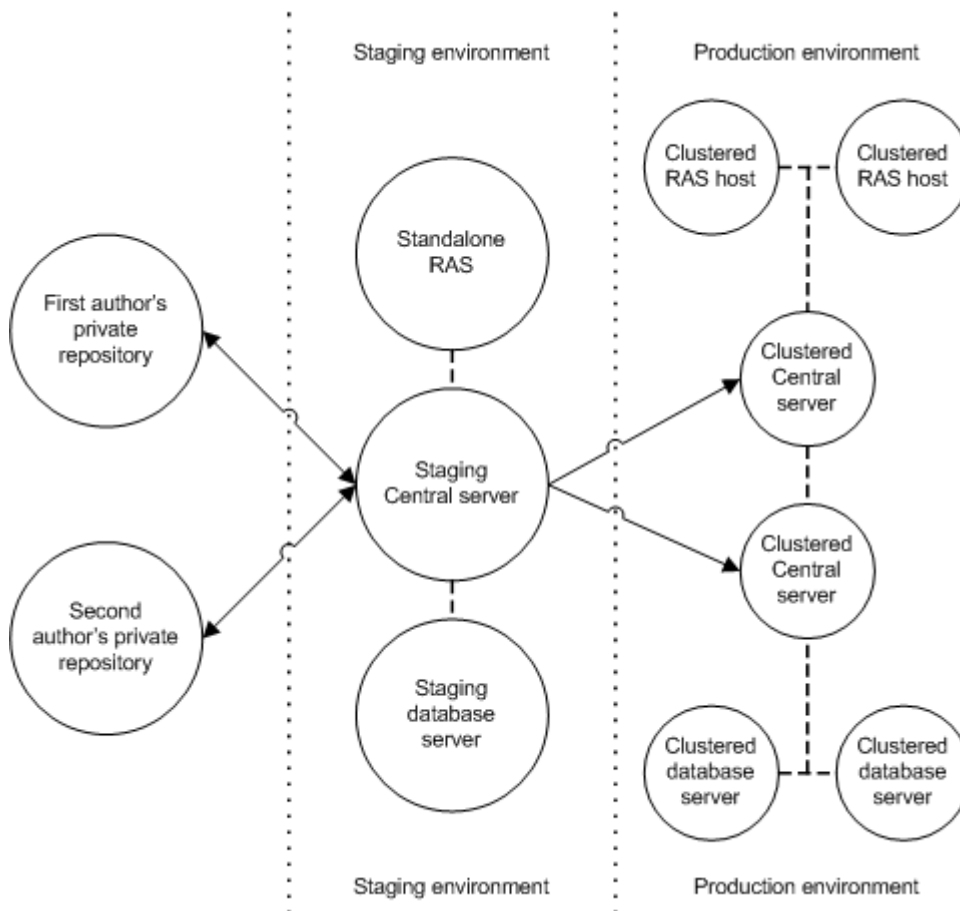 Staging environment
Production environment
Clustered
RAS host
Clustered
RAS host
Standalone
RAS
First author's
private
repository
Clustered
Central
server
Staging
Central server
Clustered
Central
server
Second
author's private
repository
Staging
database
server
Clustered
database
server
Clustered
database
server
Staging environment
Production environment